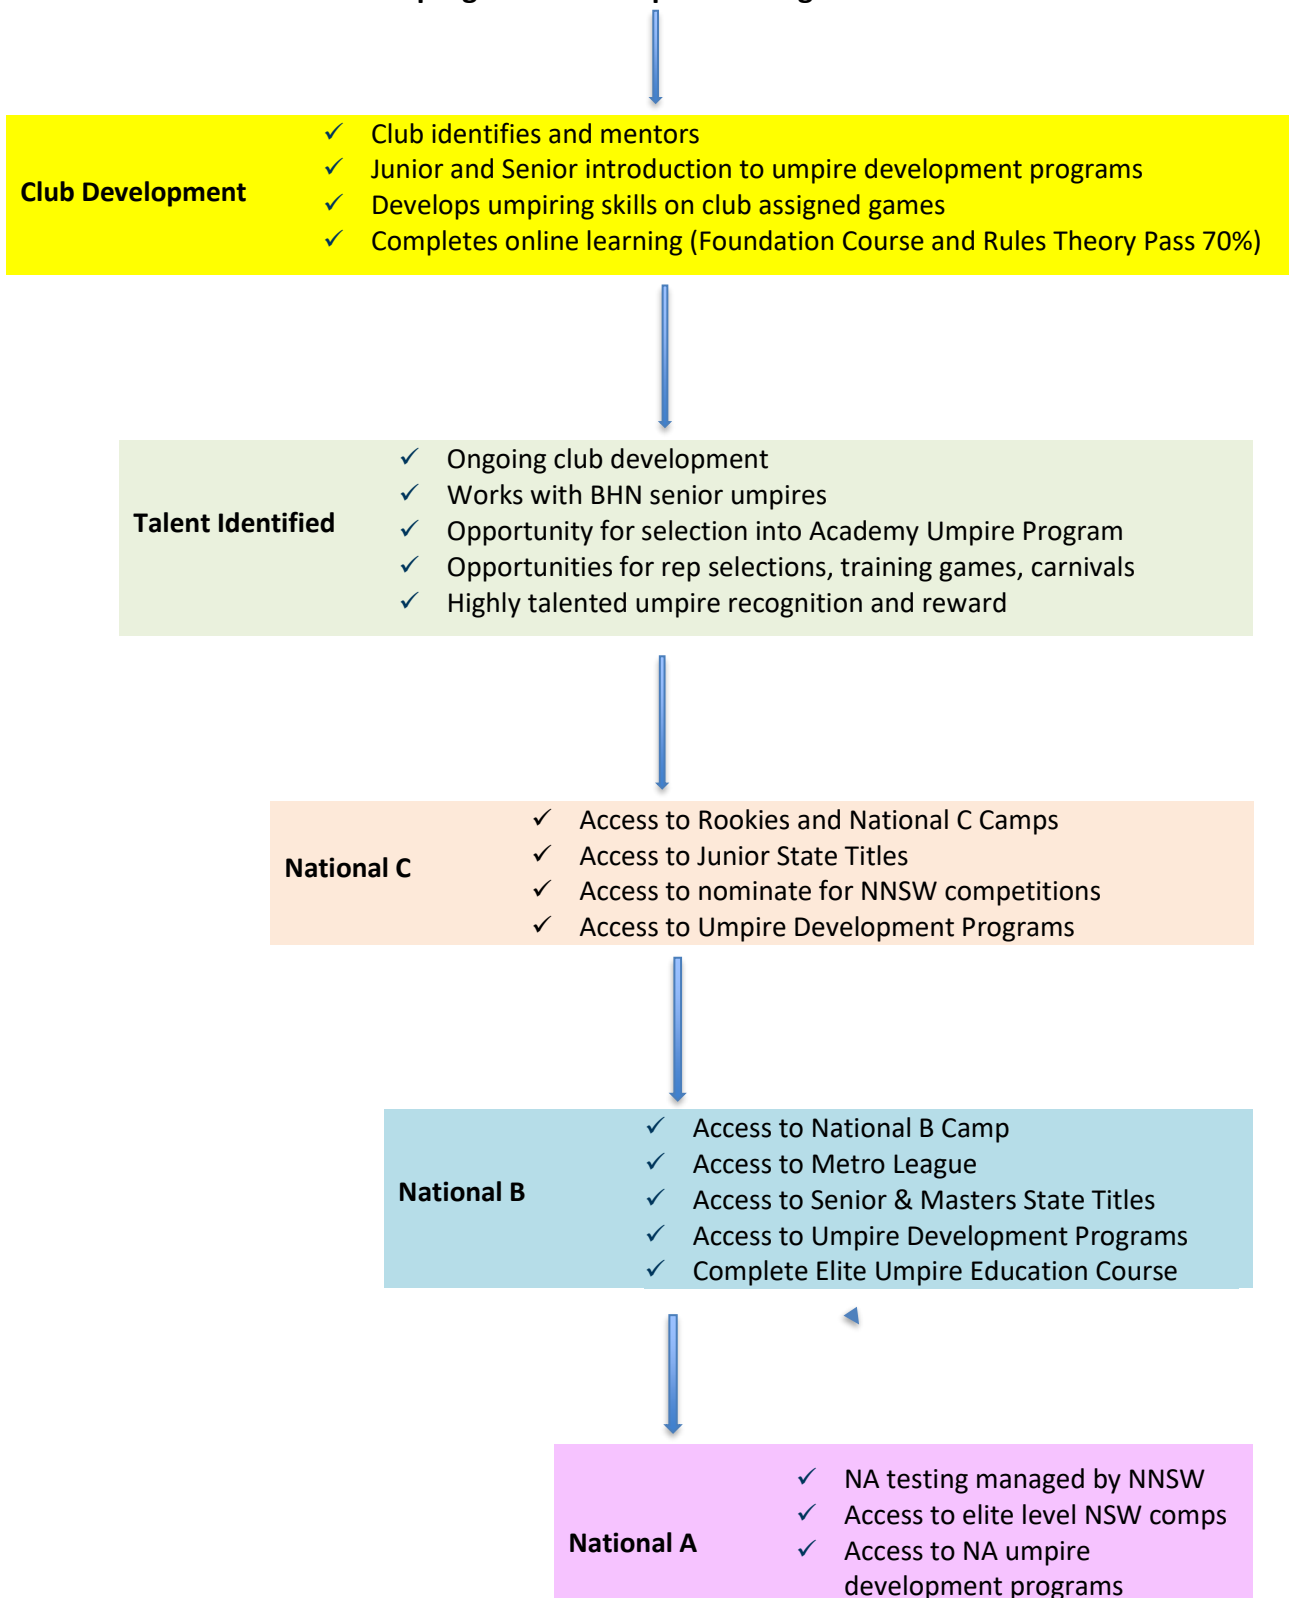 Club Development
✓ Club identifies and mentors
✓ Junior and Senior introduction to umpire development programs
✓ Develops umpiring skills on club assigned games
✓ Completes online learning (Foundation Course and Rules Theory Pass 70%)
Talent Identified
✓ Ongoing club development
✓ Works with BHN senior umpires
✓ Opportunity for selection into Academy Umpire Program
✓ Opportunities for rep selections, training games, carnivals
✓ Highly talented umpire recognition and reward
National C
✓ Access to Rookies and National C Camps
✓ Access to Junior State Titles
✓ Access to nominate for NNSW competitions
✓ Access to Umpire Development Programs
National B
✓ Access to National B Camp
✓ Access to Metro League
✓ Access to Senior & Masters State Titles
✓ Access to Umpire Development Programs
✓ Complete Elite Umpire Education Course
National A
✓ NA testing managed by NNSW
✓ Access to elite level NSW comps
✓ Access to NA umpire
development programs